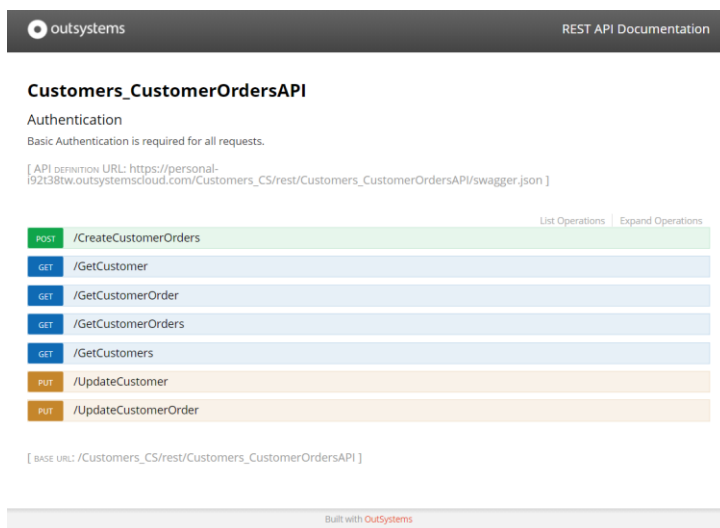 outsystems
REST API Documentation
Customers_CustomerOrdersAPI
Authentication
Basic Authentication is required for all requests.
[ API DEFINITION URL: https://personal-
i92t38tw.outsystemscloud.com/Customers_CS/rest/Customers_CustomerOrdersAPI/swagger.json ]
List Operations | Expand Operations
POST /CreateCustomerOrders
GET /GetCustomer
GET /GetCustomerOrder
GET /GetCustomerOrders
GET /GetCustomers
PUT /UpdateCustomer
PUT /UpdateCustomerOrder
[ BASE URL: /Customers_CS/rest/Customers_CustomerOrdersAPI ]
Built with OutSystems